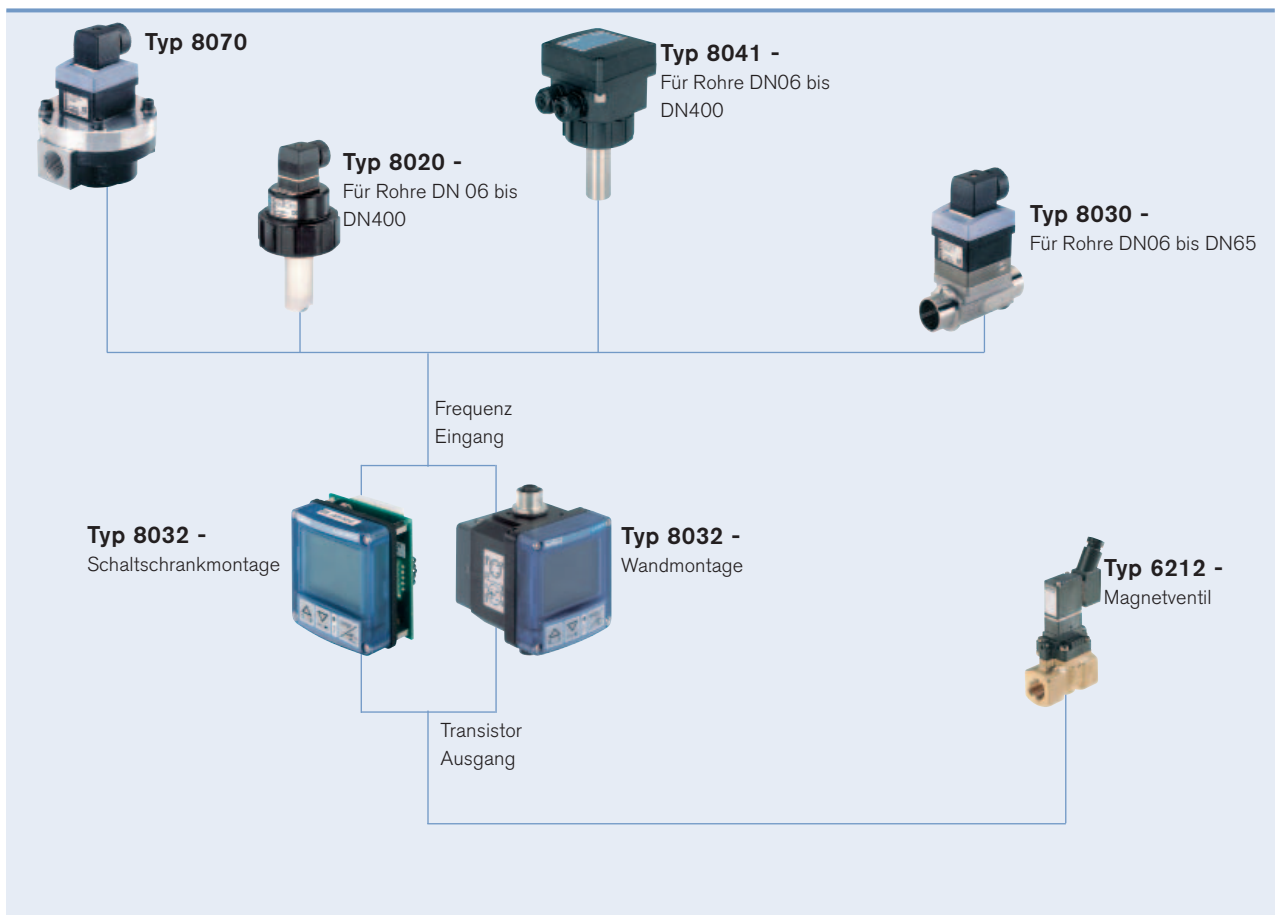 Typ 8070
Typ 8041 -
Für Rohre DN06 bis
DN400
Typ 8020 -
Für Rohre DN 06 bis
DN400
Typ 8030 -
Für Rohre DN06 bis DN65
Frequenz
Eingang
Typ 8032 -
Schaltschrankmontage
Typ 8032 -
Wandmontage
Typ 6212 -
Magnetventil
Transistor
Ausgang